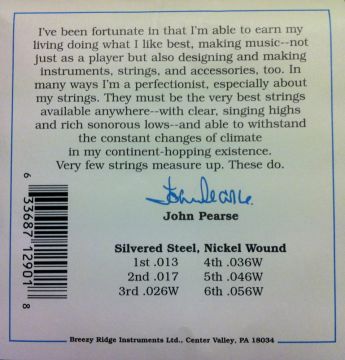 I've been fortunate in that I'm able to earn my
living doing what I like best, making music--not
just as a player but also designing and making
instruments, strings, and accessories, too. In
many ways I'm a perfectionist, especially about
my strings. They must be the very best strings
available anywhere--with clear, singing highs
and rich sonorous lows--and able to withstand
the constant changes of climate
in my continent-hopping existence.
Very few strings measure up. These do.
John Pearse
John Pearse
6 33687 12901 8
Silvered Steel, Nickel Wound
1st .013 4th .036W
2nd .017 5th .046W
3rd .026W 6th .056W
Breezy Ridge Instruments Ltd., Center Valley, PA 18034